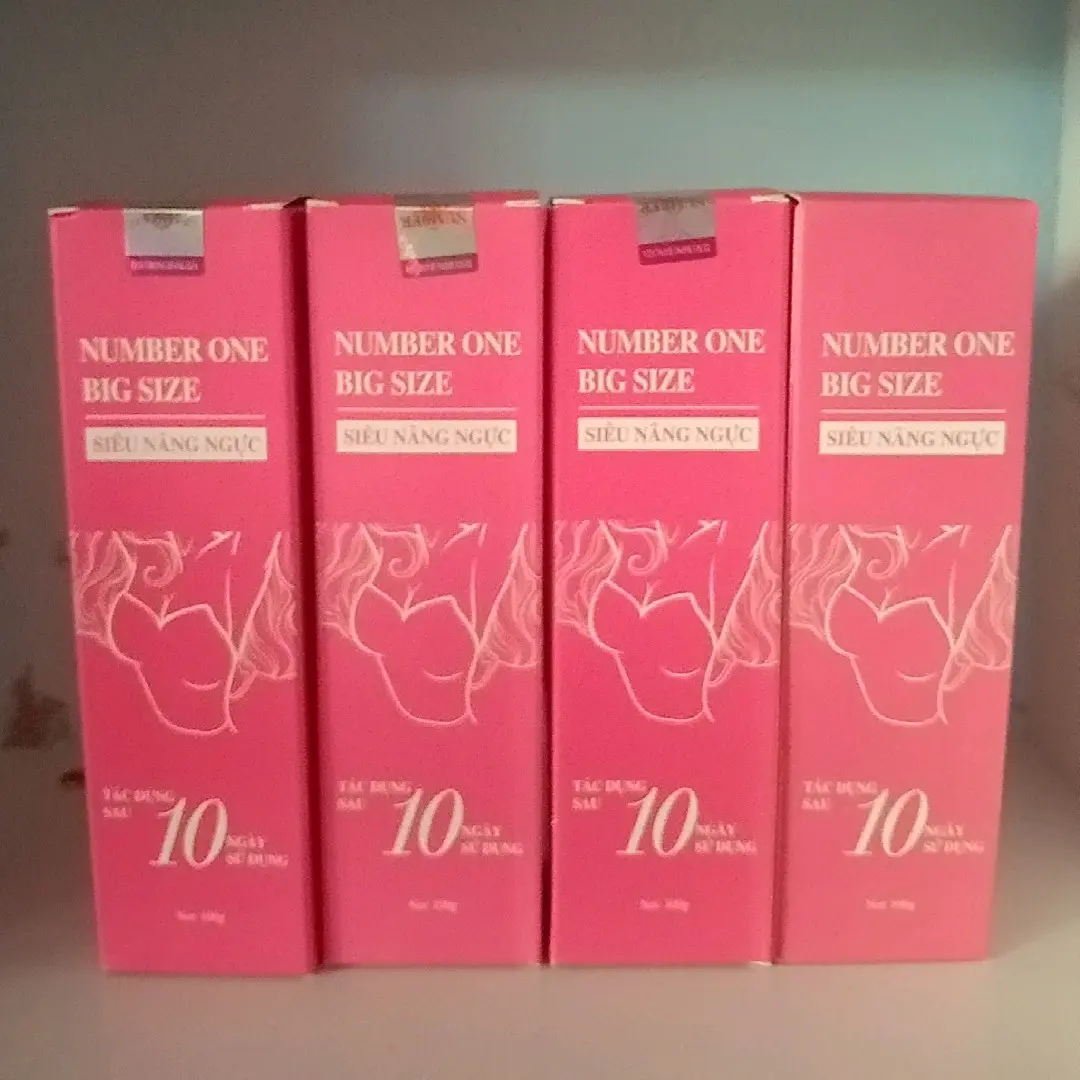 NUMBER ONE
BIG SIZE
SIÊU NÂNG NGỰC
TÁC DỤNG
SAU
10
NGÀY
SỬ DỤNG
NUMBER ONE
BIG SIZE
SIÊU NÂNG NGỰC
TÁC DỤNG
SAU
10
NGÀY
SỬ DỤNG
NUMBER ONE
BIG SIZE
SIÊU NÂNG NGỰC
TÁC DỤNG
SAU
10
NGÀY
SỬ DỤNG
NUMBER ONE
BIG SIZE
SIÊU NÂNG NGỰC
TÁC DỤNG
SAU
10
NGÀY
SỬ DỤNG